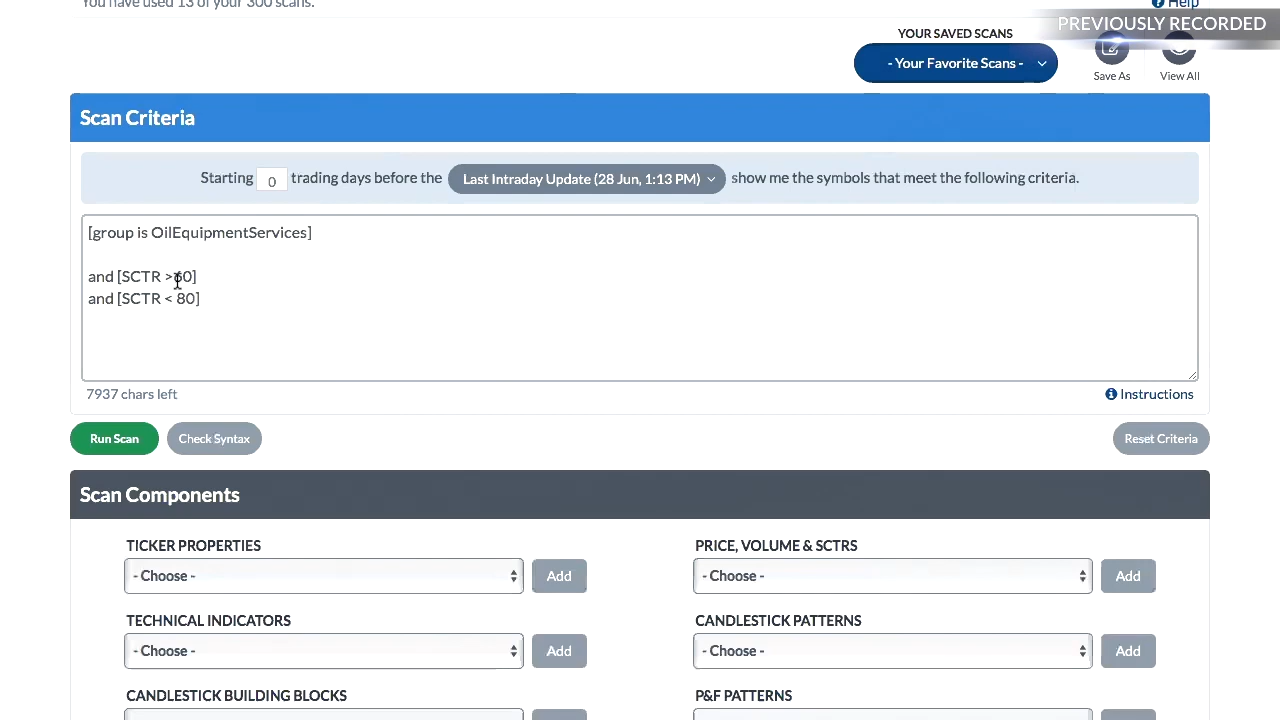 You have used 13 of your 300 scans.
Help
PREVIOUSLY RECORDED
YOUR SAVED SCANS
- Your Favorite Scans -
Save As
View All
Scan Criteria
Starting 0 trading days before the Last Intraday Update (28 Jun, 1:13 PM) show me the symbols that meet the following criteria.
[group is OilEquipmentServices]
and [SCTR >60]
and [SCTR < 80]
7937 chars left
Instructions
Run Scan
Check Syntax
Reset Criteria
Scan Components
TICKER PROPERTIES
PRICE, VOLUME & SCTRS
- Choose -
Add
- Choose -
Add
TECHNICAL INDICATORS
CANDLESTICK PATTERNS
- Choose -
Add
- Choose -
Add
CANDLESTICK BUILDING BLOCKS
P&F PATTERNS